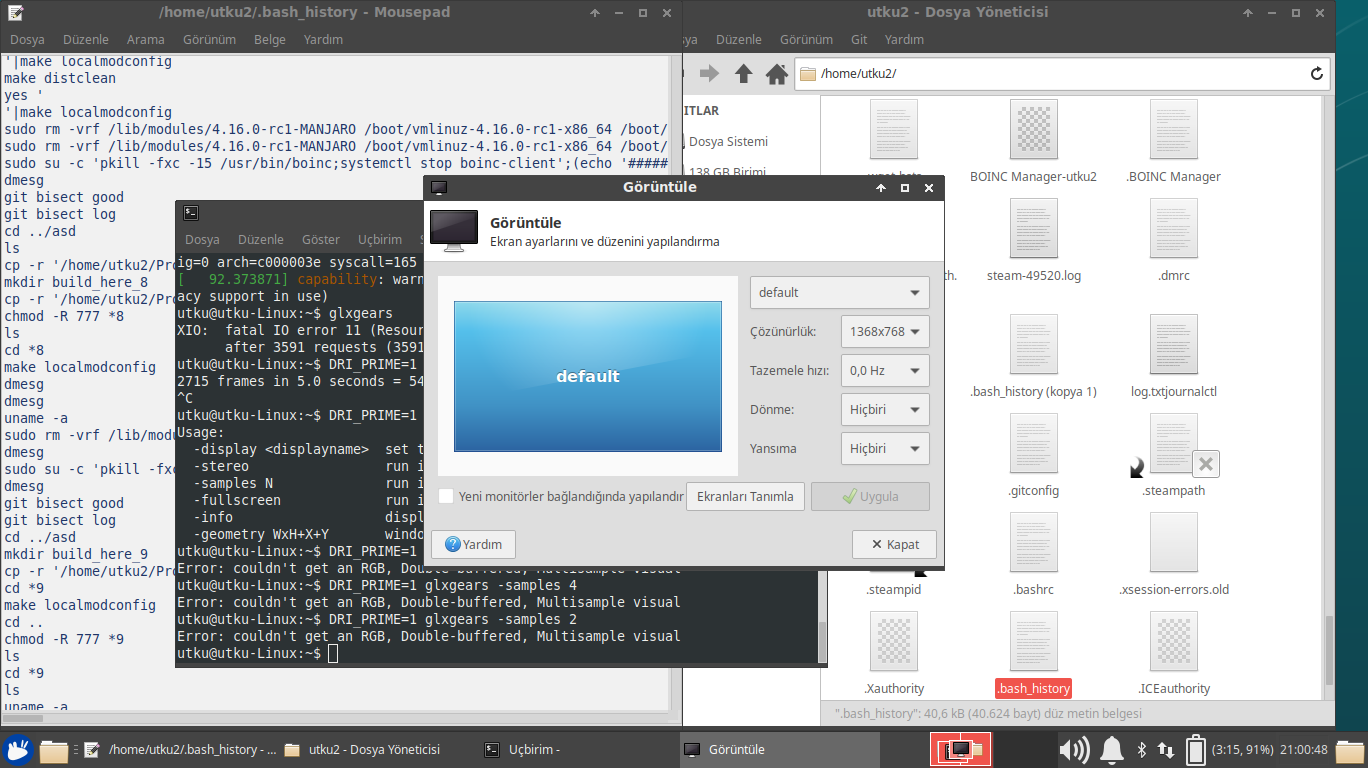 /home/utku2/.bash_history - Mousepad
Dosya Düzenle Arama Görünüm Belge Yardım
'|make localmodconfig
make distclean
yes '
'|make localmodconfig
sudo rm -vrf /lib/modules/4.16.0-rc1-MANJARO /boot/vmlinuz-4.16.0-rc1-x86_64 /boot/
sudo rm -vrf /lib/modules/4.16.0-rc1-MANJARO /boot/vmlinuz-4.16.0-rc1-x86_64 /boot/
sudo su -c 'pkill -fxc -15 /usr/bin/boinc;systemctl stop boinc-client';(echo '#####
dmesg
git bisect good
git bisect log
cd ../asd
ls
cp -r '/home/utku2/Pro
mkdir build_here_8
cp -r '/home/utku2/Pro
chmod -R 777 *8
ls
cd *8
make localmodconfig
dmesg
dmesg
uname -a
sudo rm -vrf /lib/modu
dmesg
sudo su -c 'pkill -fxc
dmesg
git bisect good
git bisect log
cd ../asd
mkdir build_here_9
cp -r '/home/utku2/Pro
cd *9
make localmodconfig
cd ..
chmod -R 777 *9
ls
cd *9
ls
uname -a
utku2 - Dosya Yöneticisi
sya Düzenle Görünüm Git Yardım
/home/utku2/
ITLAR
Dosya Sistemi
138 GB Birimi
BOINC Manager-utku2
.BOINC Manager
th.
steam-49520.log
.dmrc
.bash_history (kopya 1)
log.txtjournalctl
.gitconfig
.steampath
.steampid
.bashrc
.xsession-errors.old
.Xauthority
.bash_history
.ICEauthority
".bash_history": 40,6 kB (40.624 bayt) düz metin belgesi
Dosya Düzenle Göster Uçbirim
ig=0 arch=c000003e syscall=165
[ 92.373871] capability: warn
acy support in use)
utku@utku-Linux:~$ glxgears
XIO: fatal IO error 11 (Resour
after 3591 requests (3591
utku@utku-Linux:~$ DRI_PRIME=1
2715 frames in 5.0 seconds = 54
^C
utku@utku-Linux:~$ DRI_PRIME=1
Usage:
-display <displayname> set t
-stereo run i
-samples N run i
-fullscreen run i
-info displ
-geometry WxH+X+Y windo
utku@utku-Linux:~$ DRI_PRIME=1
Error: couldn't get an RGB, Double-buffered, Multisample visual
utku@utku-Linux:~$ DRI_PRIME=1 glxgears -samples 4
Error: couldn't get an RGB, Double-buffered, Multisample visual
utku@utku-Linux:~$ DRI_PRIME=1 glxgears -samples 2
Error: couldn't get an RGB, Double-buffered, Multisample visual
utku@utku-Linux:~$
Görüntüle
Görüntüle
Ekran ayarlarını ve düzenini yapılandırma
default
default
Çözünürlük: 1368x768
Tazemele hızı: 0,0 Hz
Dönme: Hiçbiri
Yansıma Hiçbiri
Yeni monitörler bağlandığında yapılandır
Ekranları Tanımla
Uygula
Yardım
Kapat
/home/utku2/.bash_history - ...
utku2 - Dosya Yöneticisi
Uçbirim -
Görüntüle
(3:15, 91%)
21:00:48